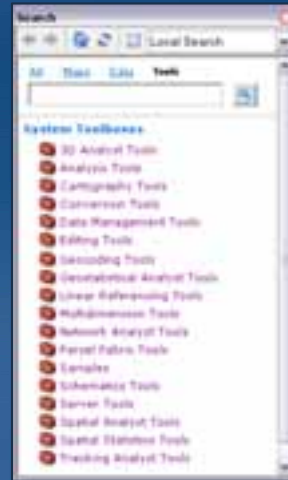 Search
Local Search
All Maps Data Tools
System Toolboxes
3D Analyst Tools
Analysis Tools
Cartography Tools
Conversion Tools
Data Management Tools
Editing Tools
Geocoding Tools
Geostatistical Analyst Tools
Linear Referencing Tools
Multidimension Tools
Network Analyst Tools
Parcel Fabric Tools
Samples
Schematics Tools
Server Tools
Spatial Analyst Tools
Spatial Statistics Tools
Tracking Analyst Tools